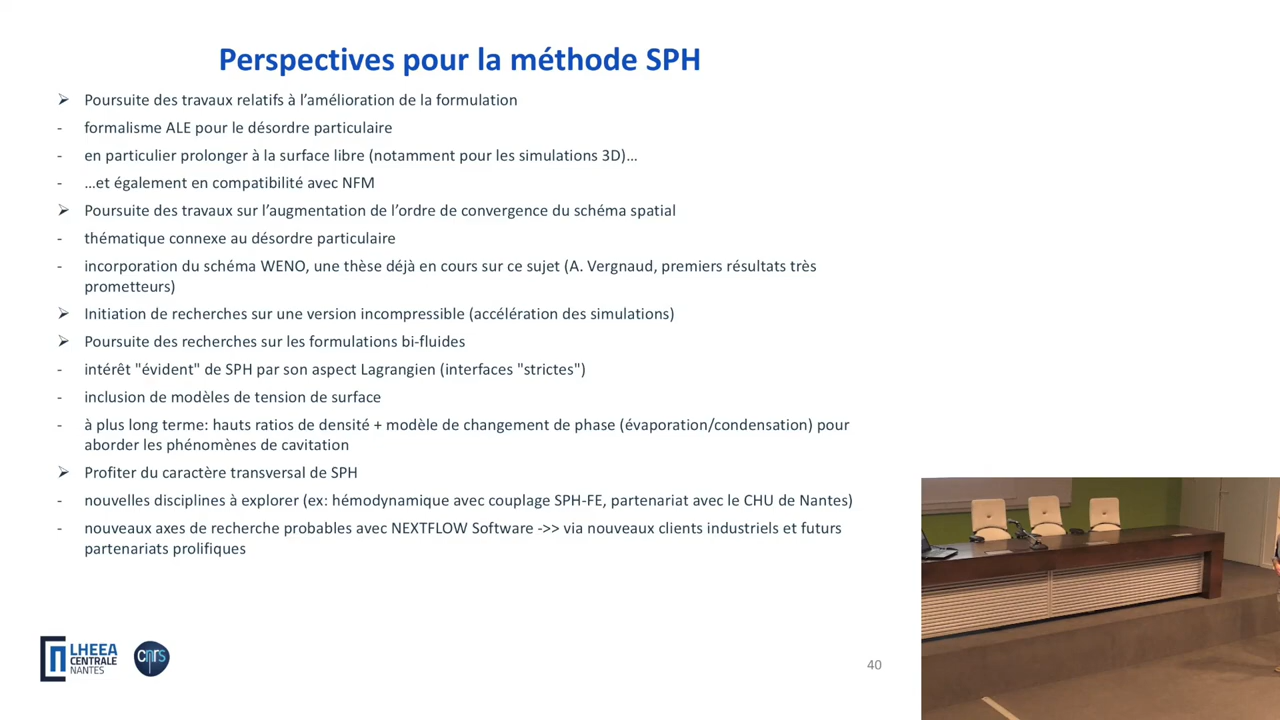 Perspectives pour la méthode SPH
➢ Poursuite des travaux relatifs à l’amélioration de la formulation
- formalisme ALE pour le désordre particulaire
- en particulier prolonger à la surface libre (notamment pour les simulations 3D)…
- …et également en compatibilité avec NFM
➢ Poursuite des travaux sur l’augmentation de l’ordre de convergence du schéma spatial
- thématique connexe au désordre particulaire
- incorporation du schéma WENO, une thèse déjà en cours sur ce sujet (A. Vergnaud, premiers résultats très
prometteurs)
➢ Initiation de recherches sur une version incompressible (accélération des simulations)
➢ Poursuite des recherches sur les formulations bi-fluides
- intérêt "évident" de SPH par son aspect Lagrangien (interfaces "strictes")
- inclusion de modèles de tension de surface
- à plus long terme: hauts ratios de densité + modèle de changement de phase (évaporation/condensation) pour
aborder les phénomènes de cavitation
➢ Profiter du caractère transversal de SPH
- nouvelles disciplines à explorer (ex: hémodynamique avec couplage SPH-FE, partenariat avec le CHU de Nantes)
- nouveaux axes de recherche probables avec NEXTFLOW Software ->> via nouveaux clients industriels et futurs
partenariats prolifiques
LHEEA
CENTRALE
NANTES
cnrs
40